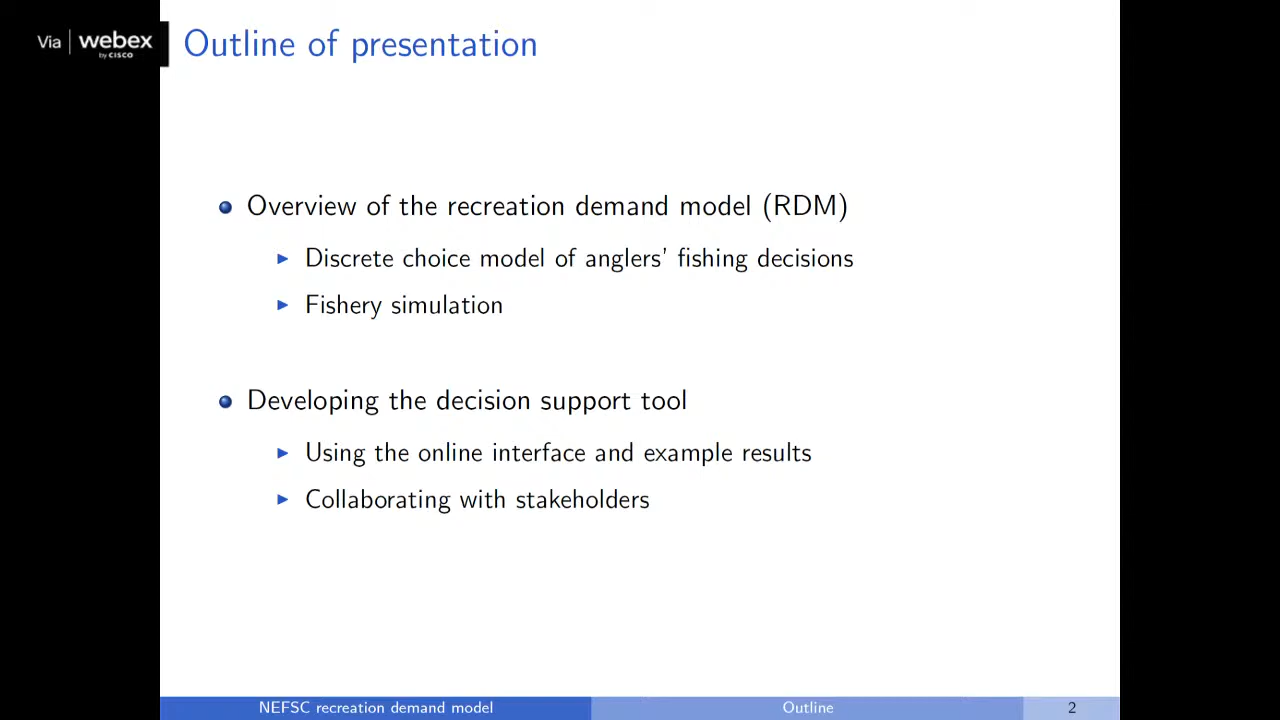 Via | webex
by CISCO
Outline of presentation
Overview of the recreation demand model (RDM)
Discrete choice model of anglers' fishing decisions
Fishery simulation
Developing the decision support tool
Using the online interface and example results
Collaborating with stakeholders
NEFSC recreation demand model
Outline
2